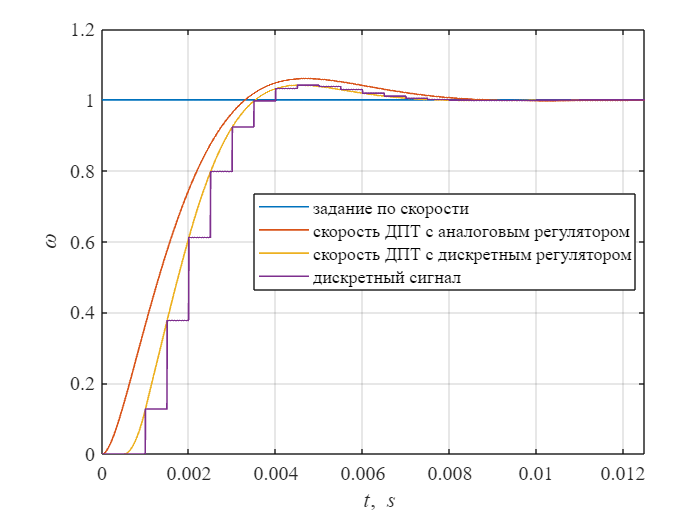 1.2
1
0.8
0.6
0.4
0.2
0
ω
задание по скорости
скорость ДПТ с аналоговым регулятором
скорость ДПТ с дискретным регулятором
дискретный сигнал
0 0.002 0.004 0.006 0.008 0.01 0.012
t, s